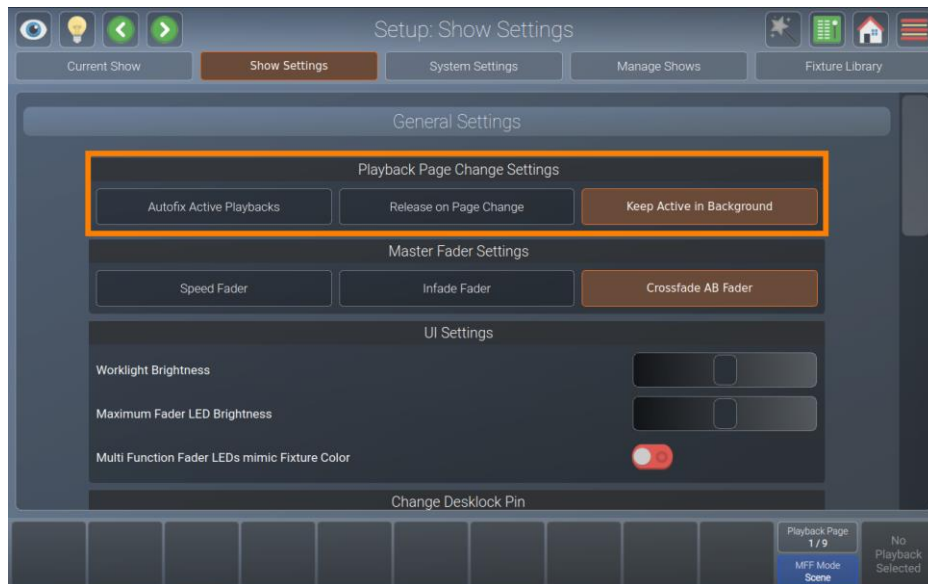 Setup: Show Settings
Current Show
Show Settings
System Settings
Manage Shows
Fixture Library
General Settings
Playback Page Change Settings
Autofix Active Playbacks
Release on Page Change
Keep Active in Background
Master Fader Settings
Speed Fader
Infade Fader
Crossfade AB Fader
UI Settings
Worklight Brightness
Maximum Fader LED Brightness
Multi Function Fader LEDs mimic Fixture Color
Change Desklock Pin
Playback Page
1 / 9
MFF Mode
Scene
No
Playback
Selected